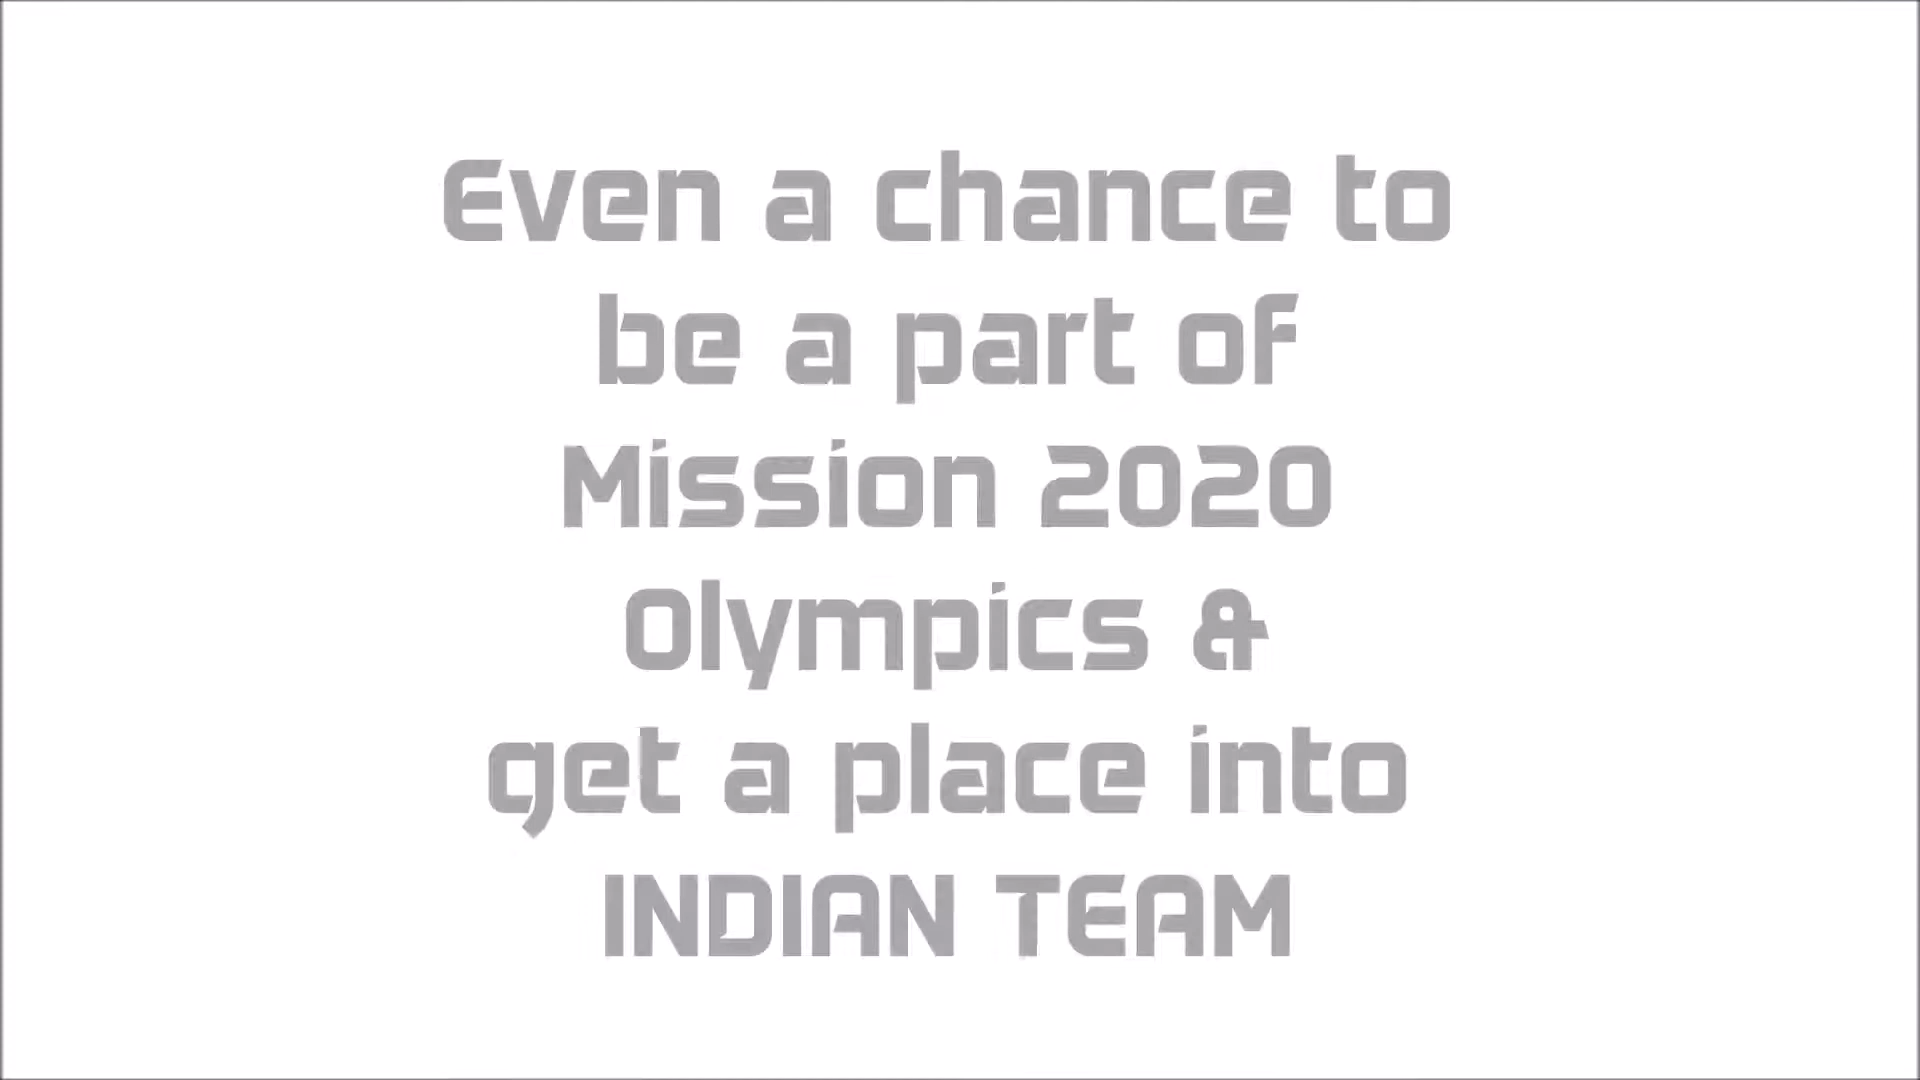 Even a chance to
be a part of
Mission 2020
Olympics &
get a place into
INDIAN TEAM